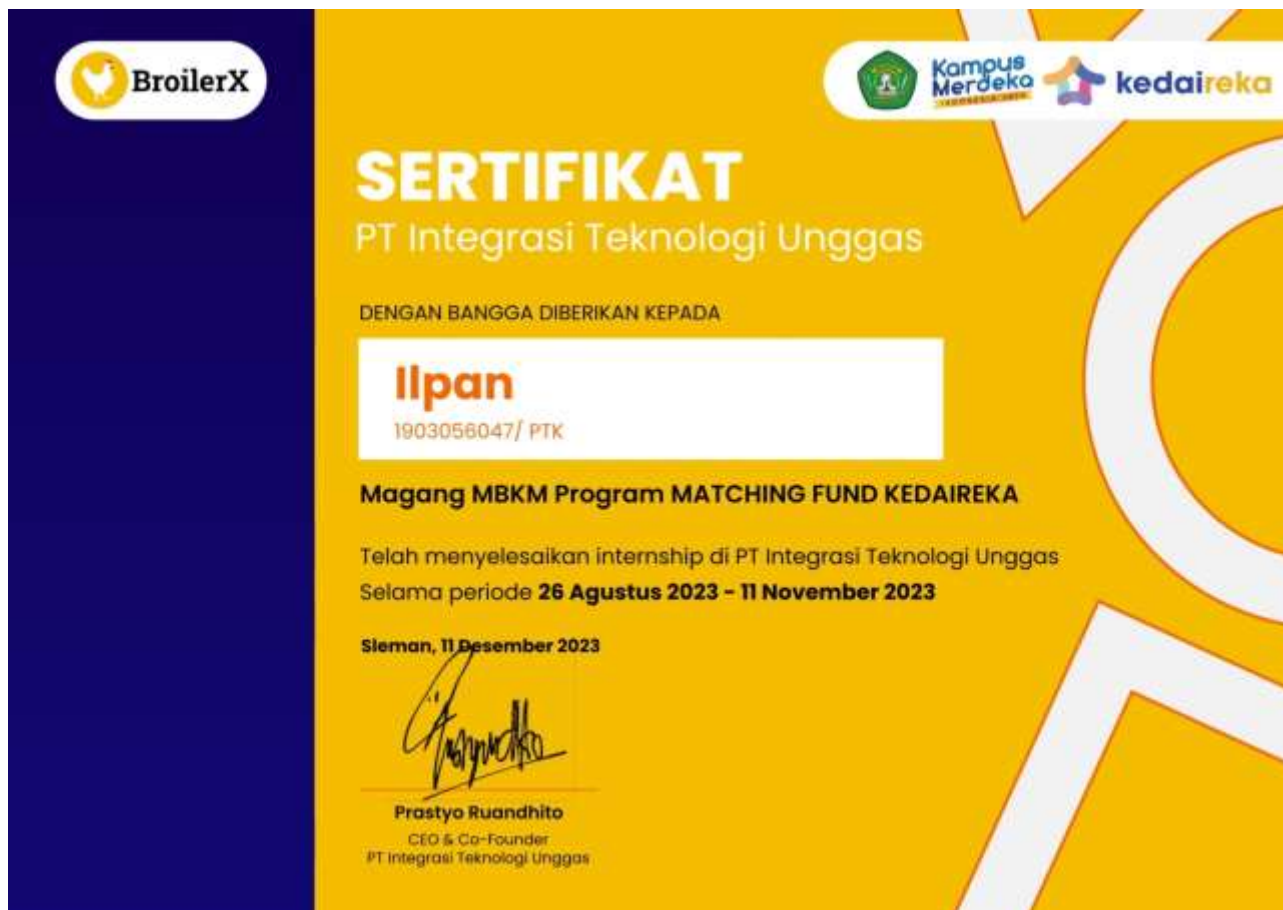 BroilerX
Kampus
Merdeka
kedaireka
SERTIFIKAT
PT Integrasi Teknologi Unggas
DENGAN BANGGA DIBERIKAN KEPADA
Ilpan
1903056047/ PTK
Magang MBKM Program MATCHING FUND KEDAIREKA
Telah menyelesaikan internship di PT Integrasi Teknologi Unggas
Selama periode 26 Agustus 2023 - 11 November 2023
Sleman, 11 Desember 2023
Prastyo Ruandhito
CEO & Co-Founder
PT Integrasi Teknologi Unggas